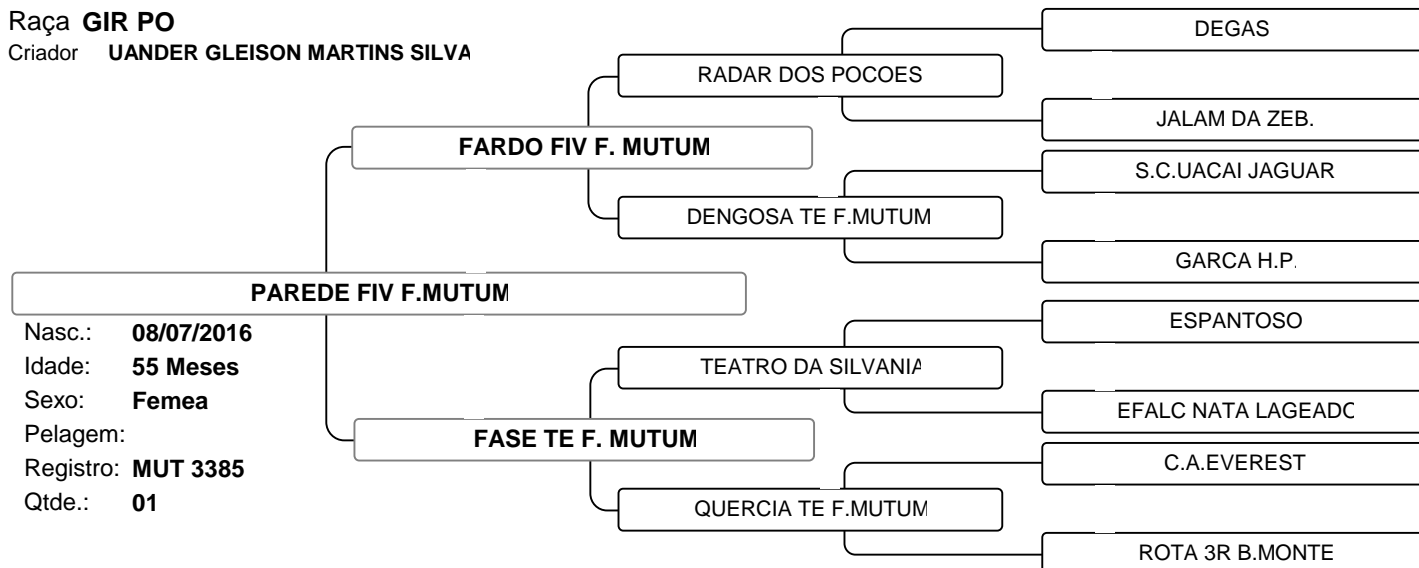 Raça GIR PO
Criador UANDER GLEISON MARTINS SILVA
DEGAS
RADAR DOS POCOES
JALAM DA ZEB.
FARDO FIV F. MUTUM
S.C.UACAI JAGUAR
DENGOSA TE F.MUTUM
GARCA H.P.
PAREDE FIV F.MUTUM
Nasc.: 08/07/2016
Idade: 55 Meses
Sexo: Femea
Pelagem:
Registro: MUT 3385
Qtde.: 01
ESPANTOSO
TEATRO DA SILVANIA
EFALC NATA LAGEADO
FASE TE F. MUTUM
C.A.EVEREST
QUERCIA TE F.MUTUM
ROTA 3R B.MONTE